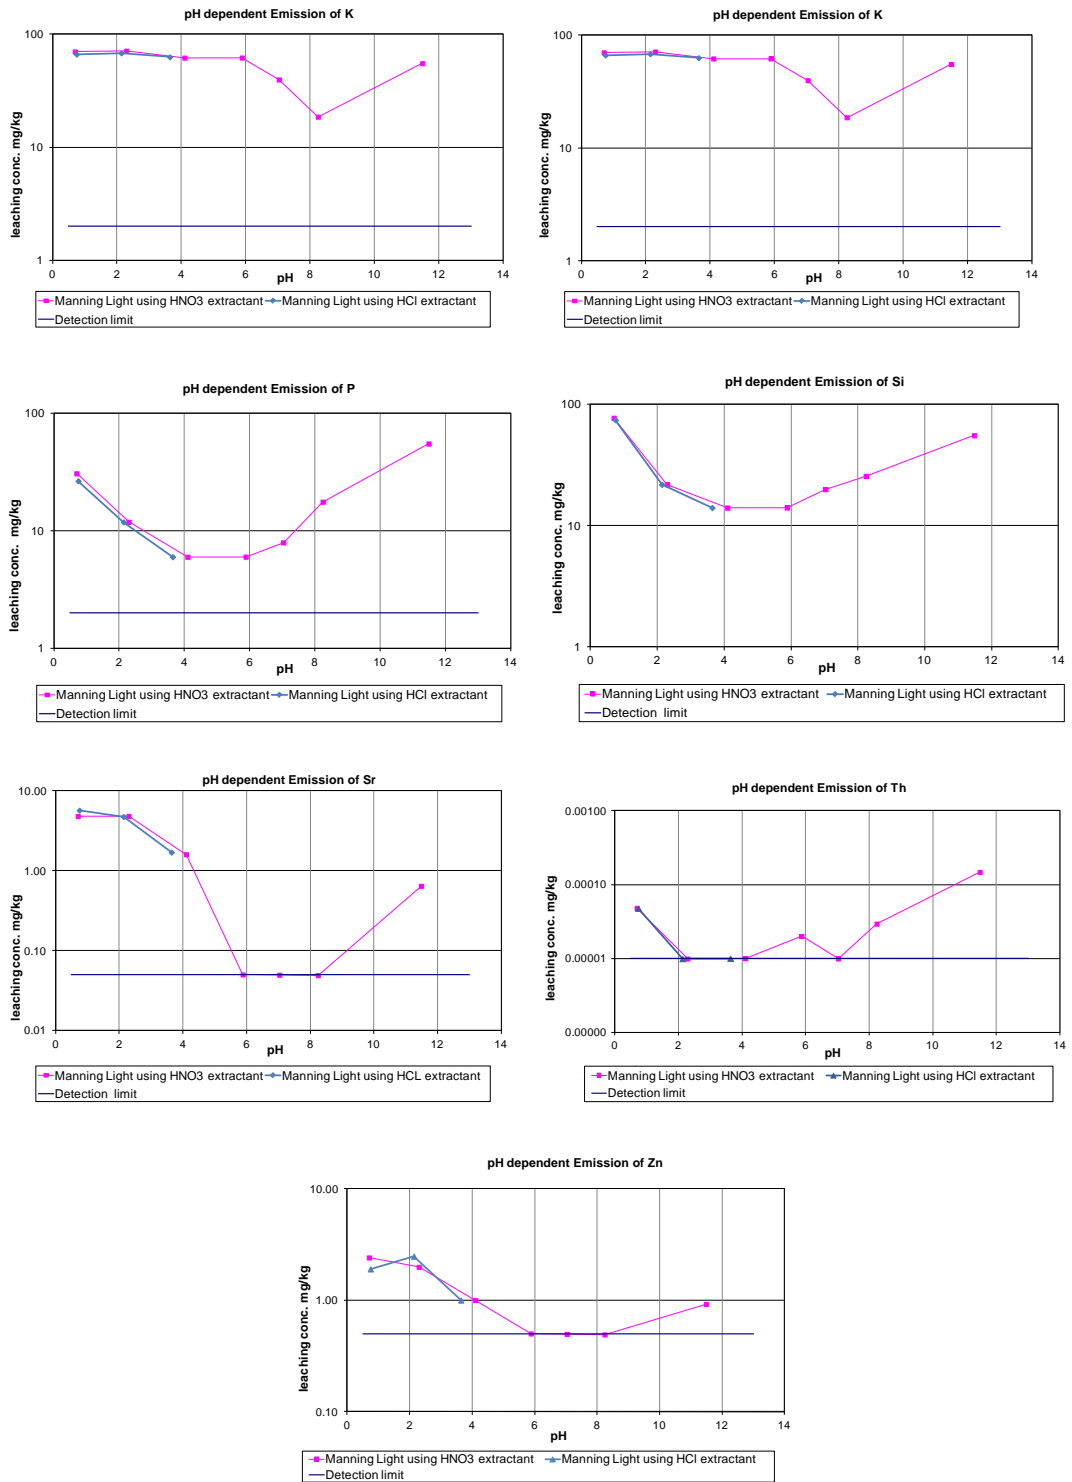 pH dependent Emission of K
100
10
1
0 2 4 6 8 10 12 14
leaching conc. mg/kg
pH
Manning Light using HNO3 extractant Manning Light using HCl extractant
Detection limit
pH dependent Emission of K
100
10
1
0 2 4 6 8 10 12 14
leaching conc. mg/kg
pH
Manning Light using HNO3 extractant Manning Light using HCl extractant
Detection limit
pH dependent Emission of P
100
10
1
0 2 4 6 8 10 12 14
leaching conc. mg/kg
pH
Manning Light using HNO3 extractant Manning Light using HCl extractant
Detection limit
pH dependent Emission of Si
100
10
1
0 2 4 6 8 10 12 14
leaching conc. mg/kg
pH
Manning Light using HNO3 extractant Manning Light using HCl extractant
Detection limit
pH dependent Emission of Sr
10.00
1.00
0.10
0.01
0 2 4 6 8 10 12 14
leaching conc. mg/kg
pH
Manning Light using HNO3 extractant Manning Light using HCL extractant
Detection limit
pH dependent Emission of Th
0.00100
0.00010
0.00001
0.00000
0 2 4 6 8 10 12 14
leaching conc. mg/kg
pH
Manning Light using HNO3 extractant Manning Light using HCl extractant
Detection limit
pH dependent Emission of Zn
10.00
1.00
0.10
0 2 4 6 8 10 12 14
leaching conc. mg/kg
pH
Manning Light using HNO3 extractant Manning Light using HCl extractant
Detection limit